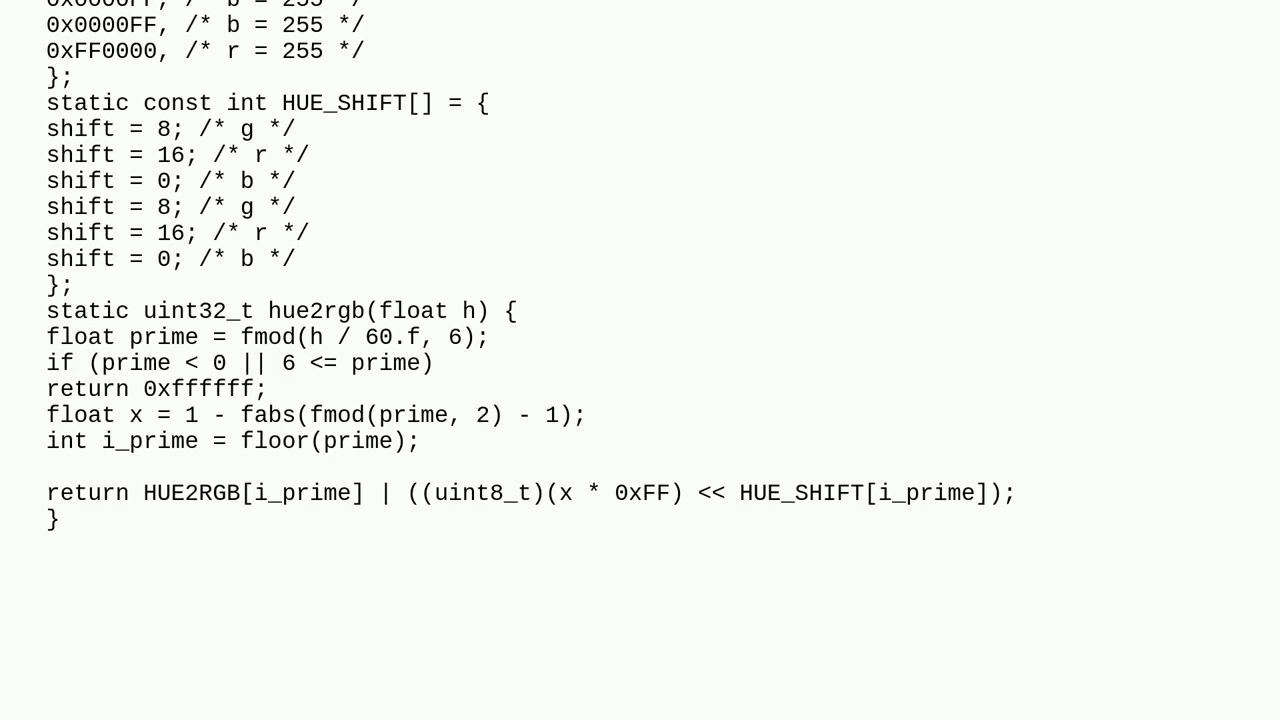 0x0000FF, /* b = 255 */
0x0000FF, /* b = 255 */
0xFF0000, /* r = 255 */
};
static const int HUE_SHIFT[] = {
shift = 8; /* g */
shift = 16; /* r */
shift = 0; /* b */
shift = 8; /* g */
shift = 16; /* r */
shift = 0; /* b */
};
static uint32_t hue2rgb(float h) {
float prime = fmod(h / 60.f, 6);
if (prime < 0 || 6 <= prime)
return 0xffffff;
float x = 1 - fabs(fmod(prime, 2) - 1);
int i_prime = floor(prime);
return HUE2RGB[i_prime] | ((uint8_t)(x * 0xFF) << HUE_SHIFT[i_prime]);
}